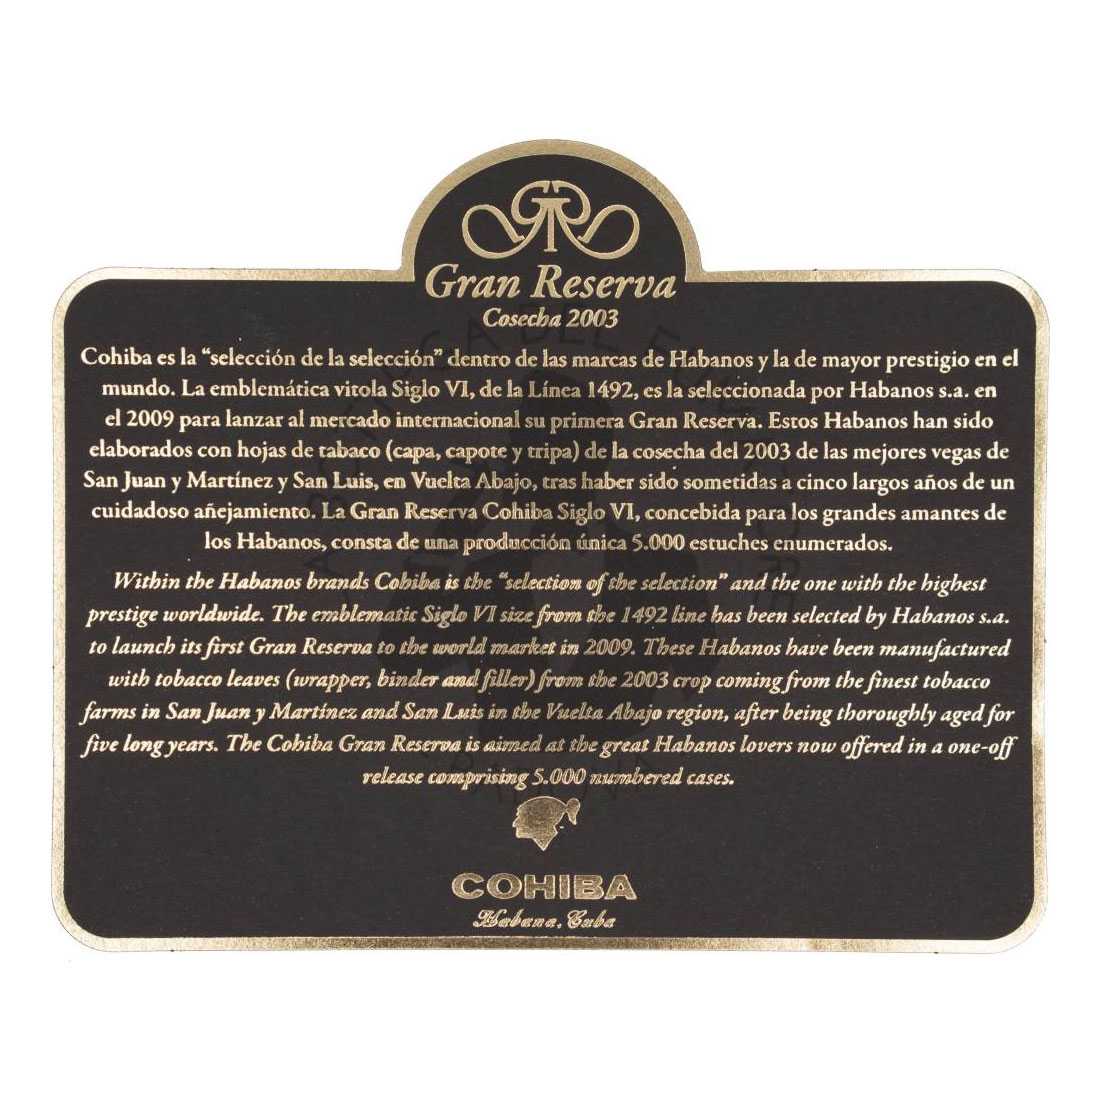 Gran Reserva
Cosecha 2003
Cohiba es la “selección de la selección” dentro de las marcas de Habanos y la de mayor prestigio en el
mundo. La emblemática vitola Siglo VI, de la Línea 1492, es la seleccionada por Habanos s.a. en
el 2009 para lanzar al mercado internacional su primera Gran Reserva. Estos Habanos han sido
elaborados con hojas de tabaco (capa, capote y tripa) de la cosecha del 2003 de las mejores vegas de
San Juan y Martínez y San Luis, en Vuelta Abajo, tras haber sido sometidas a cinco largos años de un
cuidadoso añejamiento. La Gran Reserva Cohiba Siglo VI, concebida para los grandes amantes de
los Habanos, consta de una producción única 5.000 estuches enumerados.
Within the Habanos brands Cohiba is the “selection of the selection” and the one with the highest
prestige worldwide. The emblematic Siglo VI size from the 1492 line has been selected by Habanos s.a.
to launch its first Gran Reserva to the world market in 2009. These Habanos have been manufactured
with tobacco leaves (wrapper, binder and filler) from the 2003 crop coming from the finest tobacco
farms in San Juan y Martínez and San Luis in the Vuelta Abajo region, after being thoroughly aged for
five long years. The Cohiba Gran Reserva is aimed at the great Habanos lovers now offered in a one-off
release comprising 5.000 numbered cases.
COHIBA
Habana, Cuba